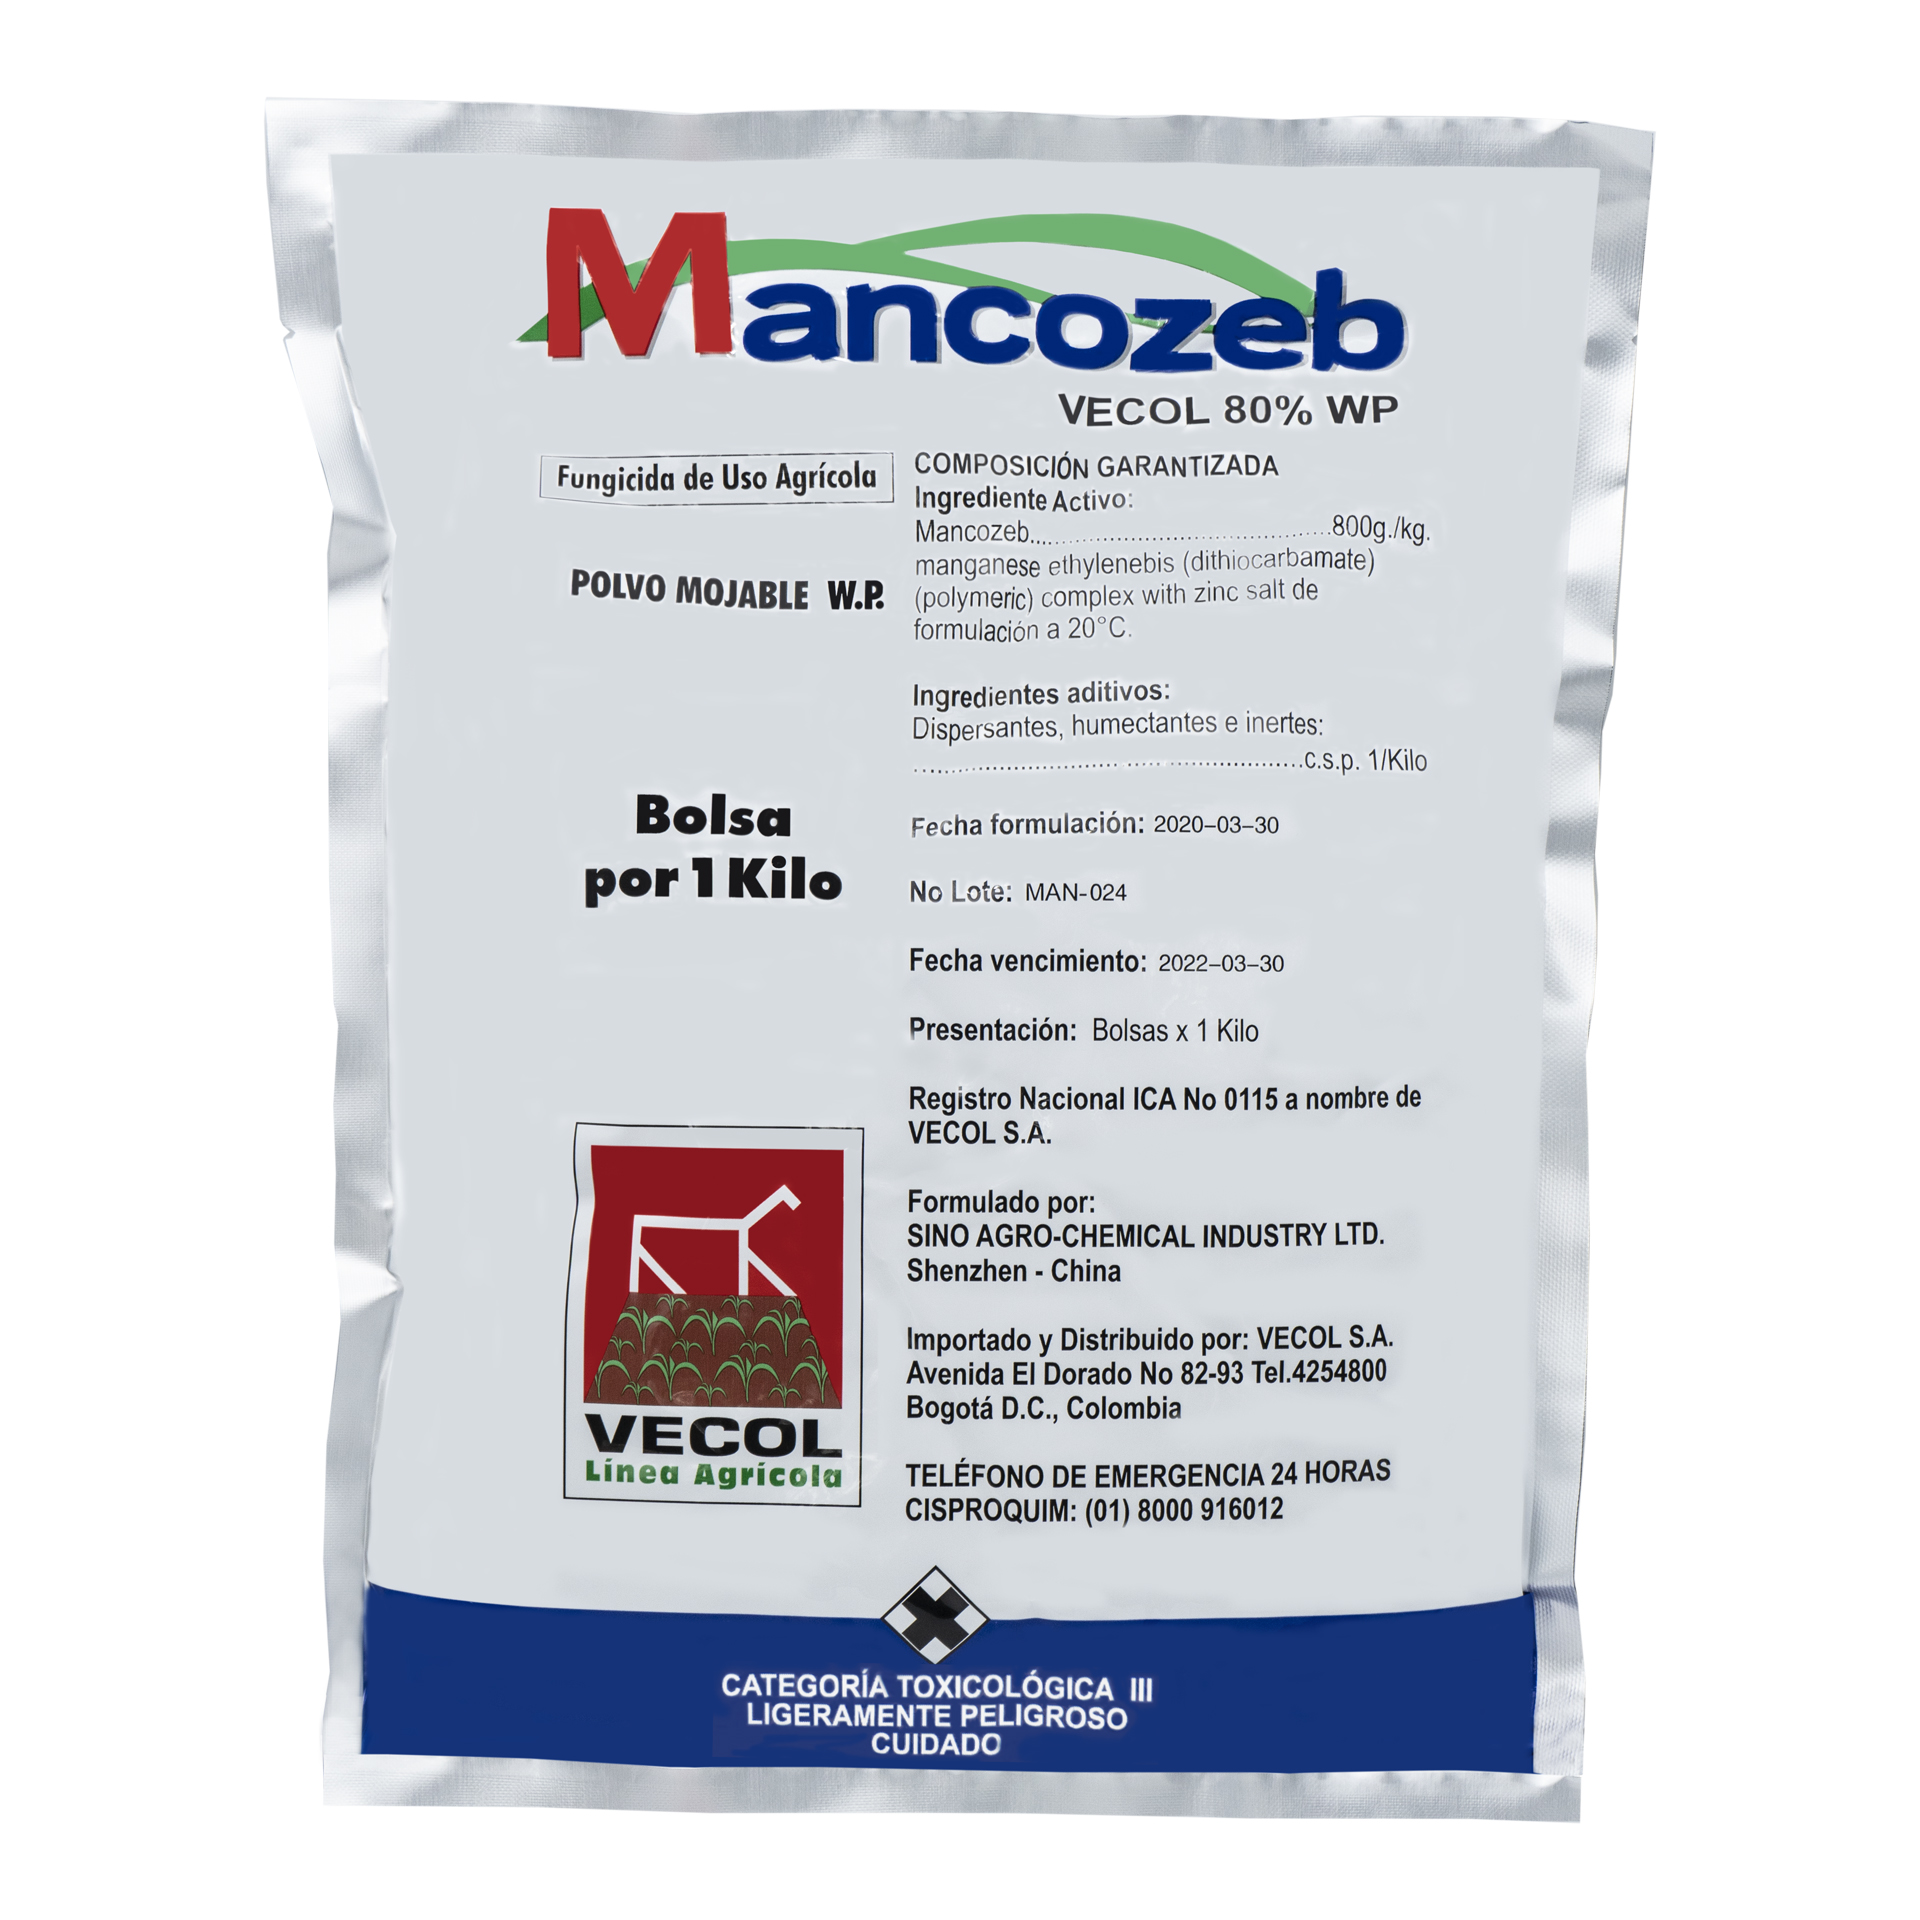 Mancozeb
VECOL 80% WP
Fungicida de Uso Agrícola
POLVO MOJABLE W.P.
Bolsa
por 1 Kilo
COMPOSICIÓN GARANTIZADA
Ingrediente Activo:
Mancozeb............................................800g./kg.
manganese ethylenebis (dithiocarbamate)
(polymeric) complex with zinc salt de
formulación a 20°C.
Ingredientes aditivos:
Dispersantes, humectantes e inertes:
........................................................c.s.p. 1/Kilo
Fecha formulación: 2020-03-30
No Lote: MAN-024
Fecha vencimiento: 2022-03-30
Presentación: Bolsas x 1 Kilo
Registro Nacional ICA No 0115 a nombre de
VECOL S.A.
Formulado por:
SINO AGRO-CHEMICAL INDUSTRY LTD.
Shenzhen - China
Importado y Distribuido por: VECOL S.A.
Avenida El Dorado No 82-93 Tel.4254800
Bogotá D.C., Colombia
TELÉFONO DE EMERGENCIA 24 HORAS
CISPROQUIM: (01) 8000 916012
VECOL
Línea Agrícola
CATEGORÍA TOXICOLÓGICA III
LIGERAMENTE PELIGROSO
CUIDADO